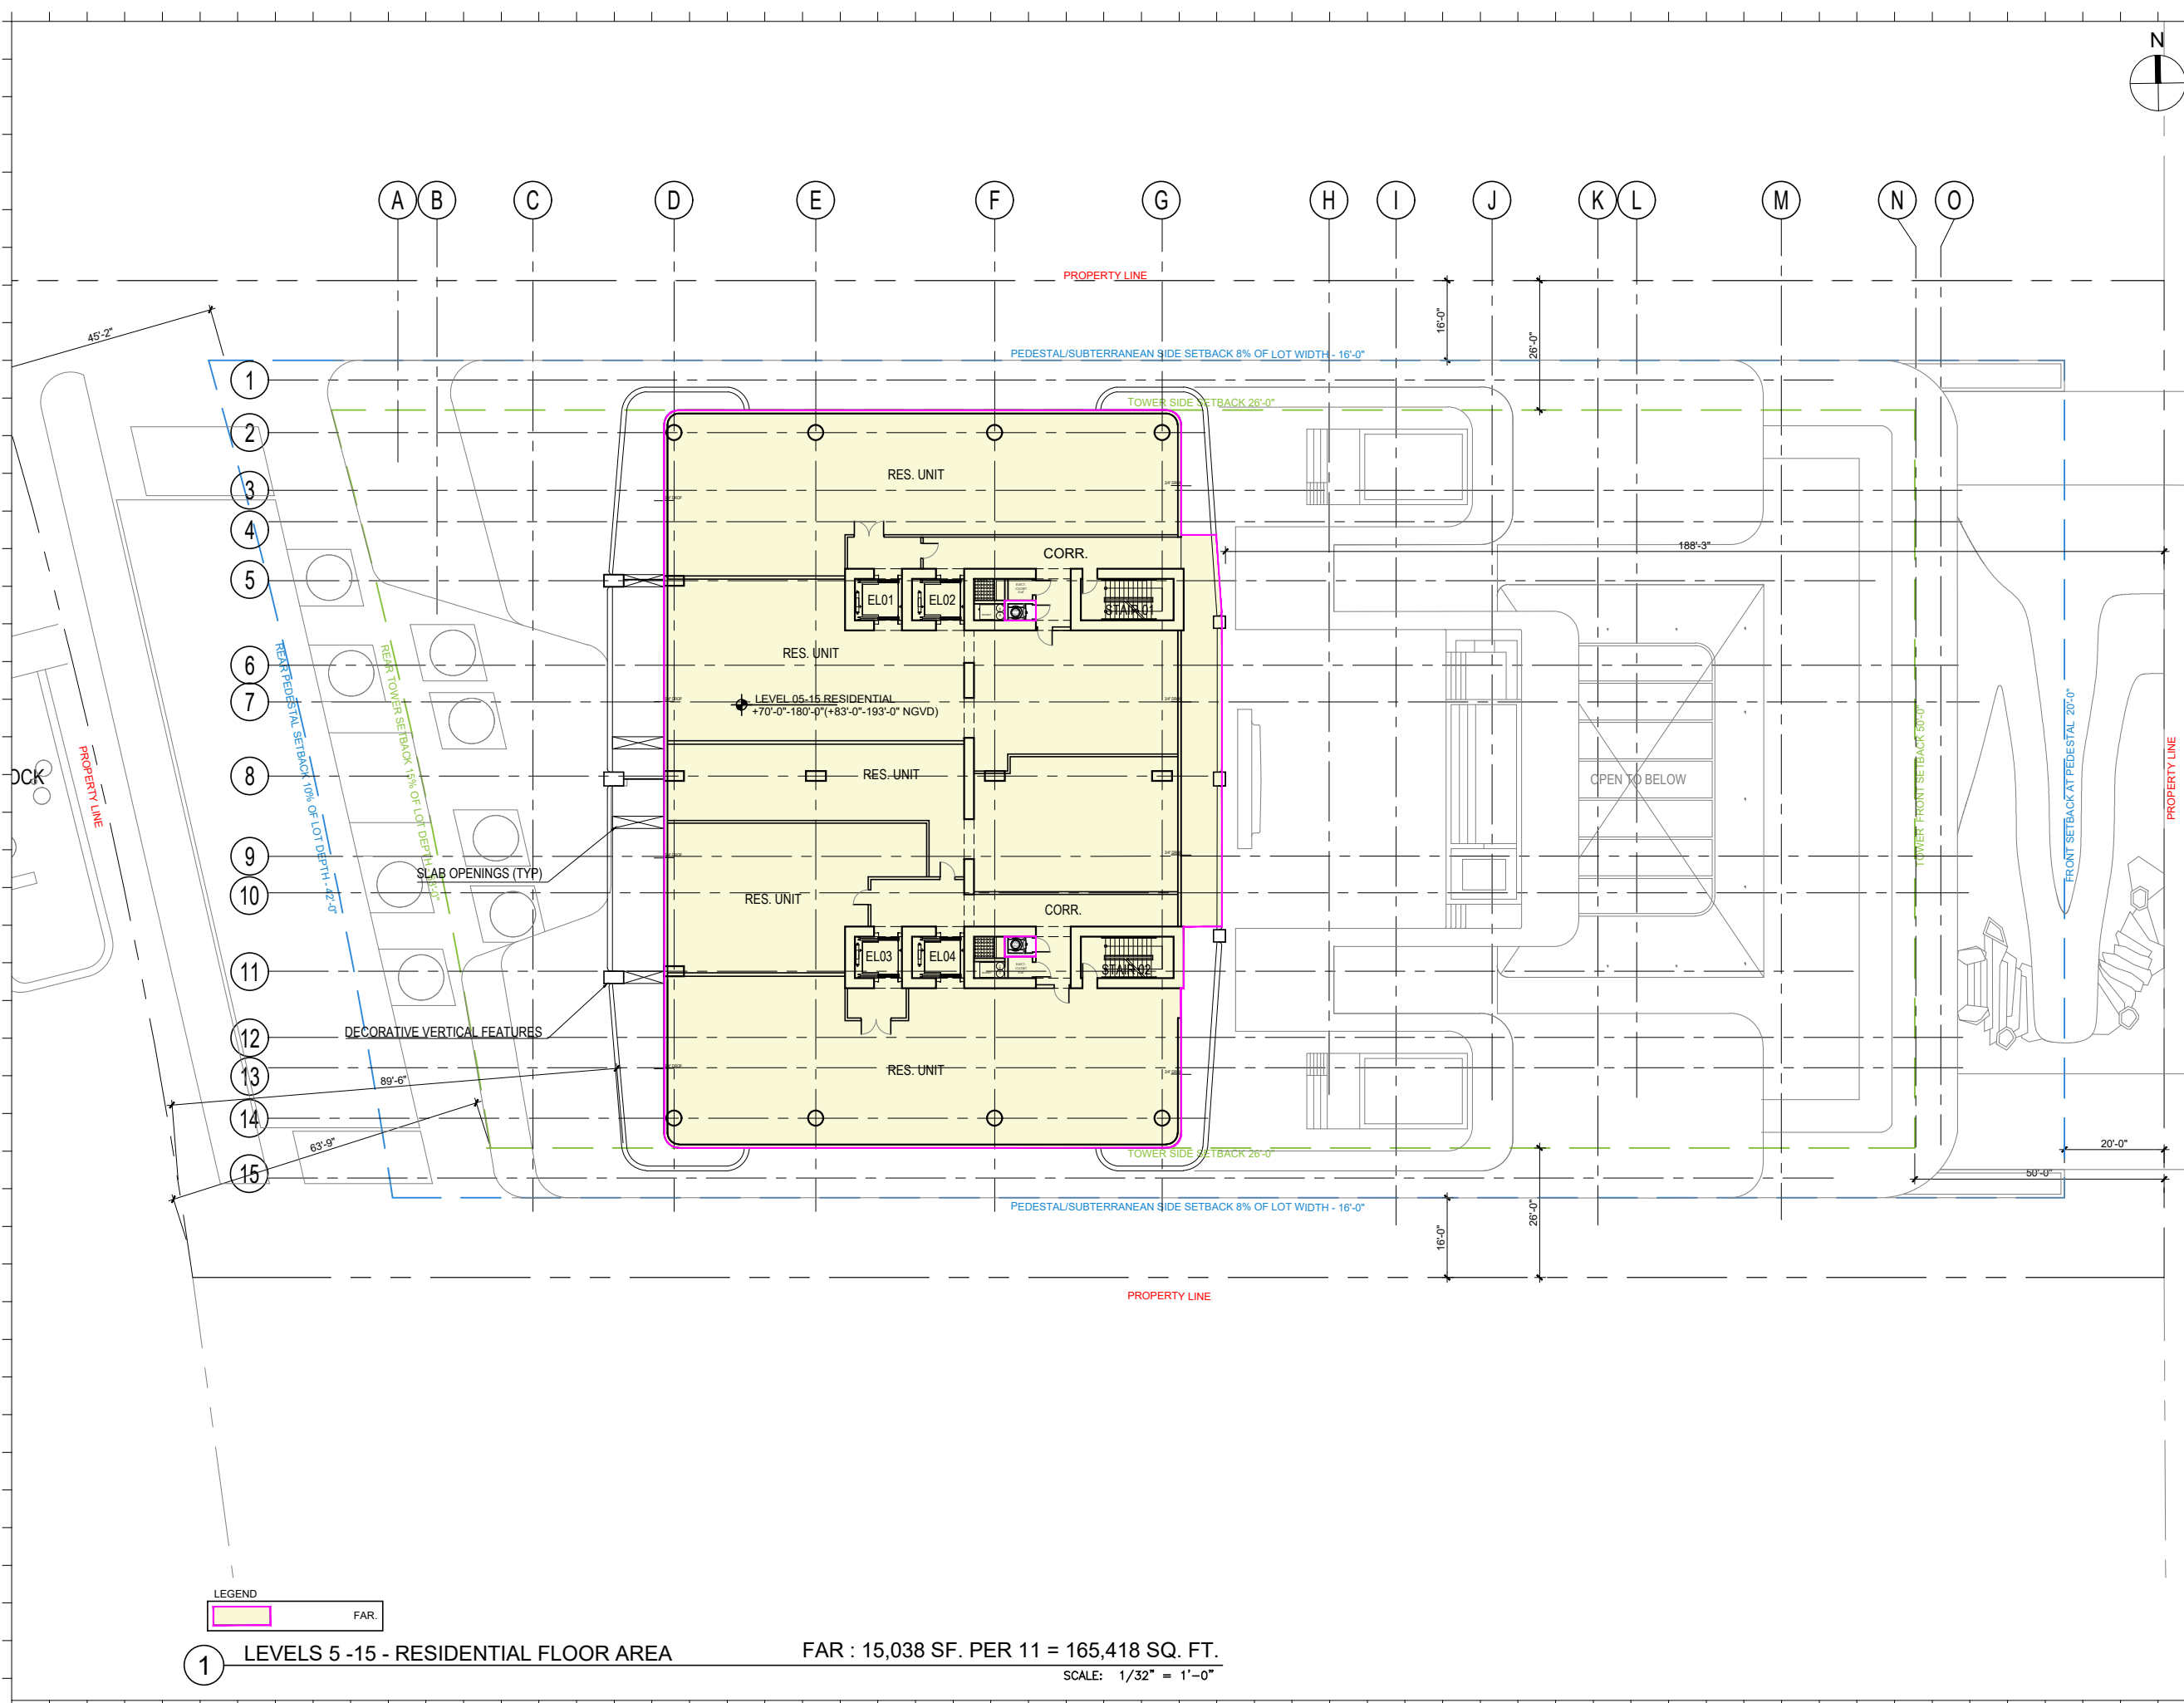 N
A
B
C
D
E
F
G
H
I
J
K
L
M
N
O
PROPERTY LINE
45'-2"
16'-0"
26'-0"
PEDESTAL/SUBTERRANEAN SIDE SETBACK 8% OF LOT WIDTH - 16'-0"
1
TOWER SIDE SETBACK 26'-0"
2
RES. UNIT
3
4
CORR.
188'-3"
5
EL01
EL02
STAIR 01
6
RES. UNIT
7
LEVEL 05-15 RESIDENTIAL
+70'-0"-180'-0"(+83'-0"-193'-0" NGVD)
PROPERTY LINE
REAR PEDESTAL SETBACK 10% OF LOT DEPTH - 42'-0"
REAR TOWER SETBACK 15% OF LOT DEPTH
8
RES. UNIT
OPEN TO BELOW
TOWER FRONT SETBACK 50'-0"
FRONT SETBACK AT PEDESTAL 20'-0"
PROPERTY LINE
OCK
9
SLAB OPENINGS (TYP)
10
RES. UNIT
CORR.
11
EL03
EL04
STAIR 02
12
DECORATIVE VERTICAL FEATURES
13
RES. UNIT
89'-6"
14
63'-9"
TOWER SIDE SETBACK 26'-0"
20'-0"
15
50'-0"
PEDESTAL/SUBTERRANEAN SIDE SETBACK 8% OF LOT WIDTH - 16'-0"
16'-0"
26'-0"
PROPERTY LINE
LEGEND
FAR.
1
LEVELS 5 -15 - RESIDENTIAL FLOOR AREA
FAR : 15,038 SF. PER 11 = 165,418 SQ. FT.
SCALE: 1/32" = 1'-0"